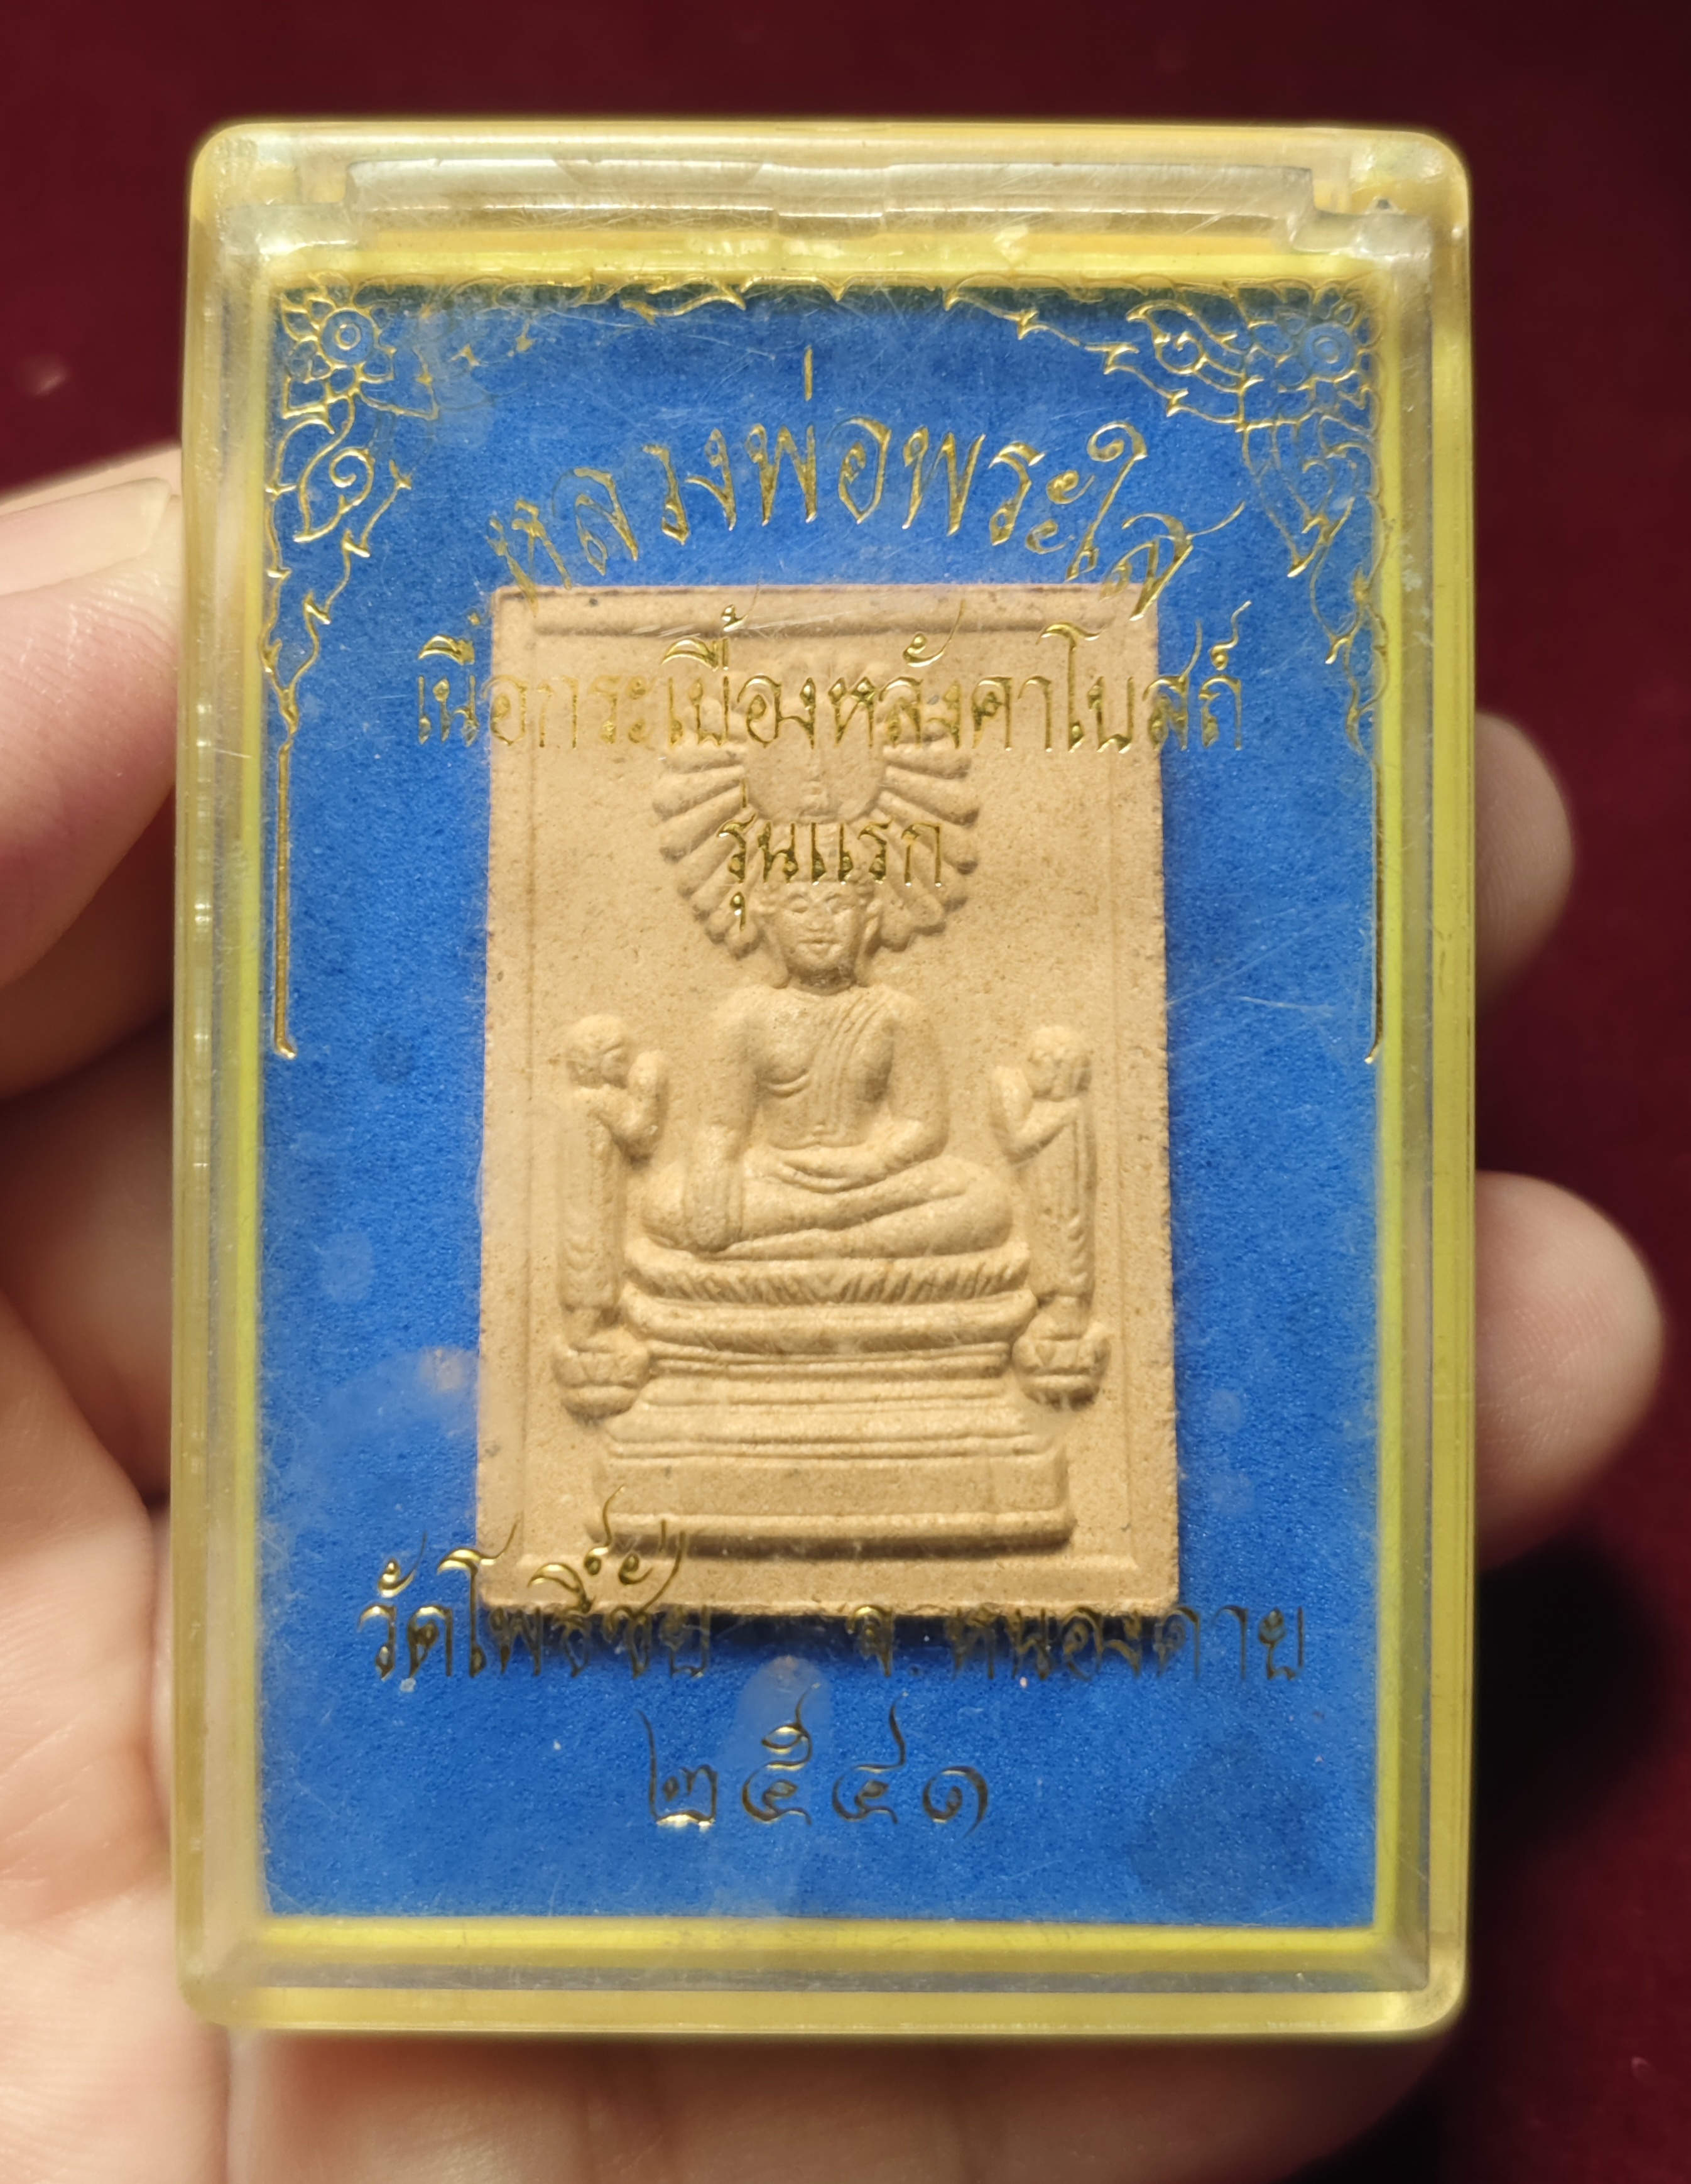 หลวงพ่อพระใส
เนื้อกระเบื้องหลังคาโบสถ์
รุ่นแรก
วัดโพธิ์ชัย จ.หนองคาย
๒๕๔๑